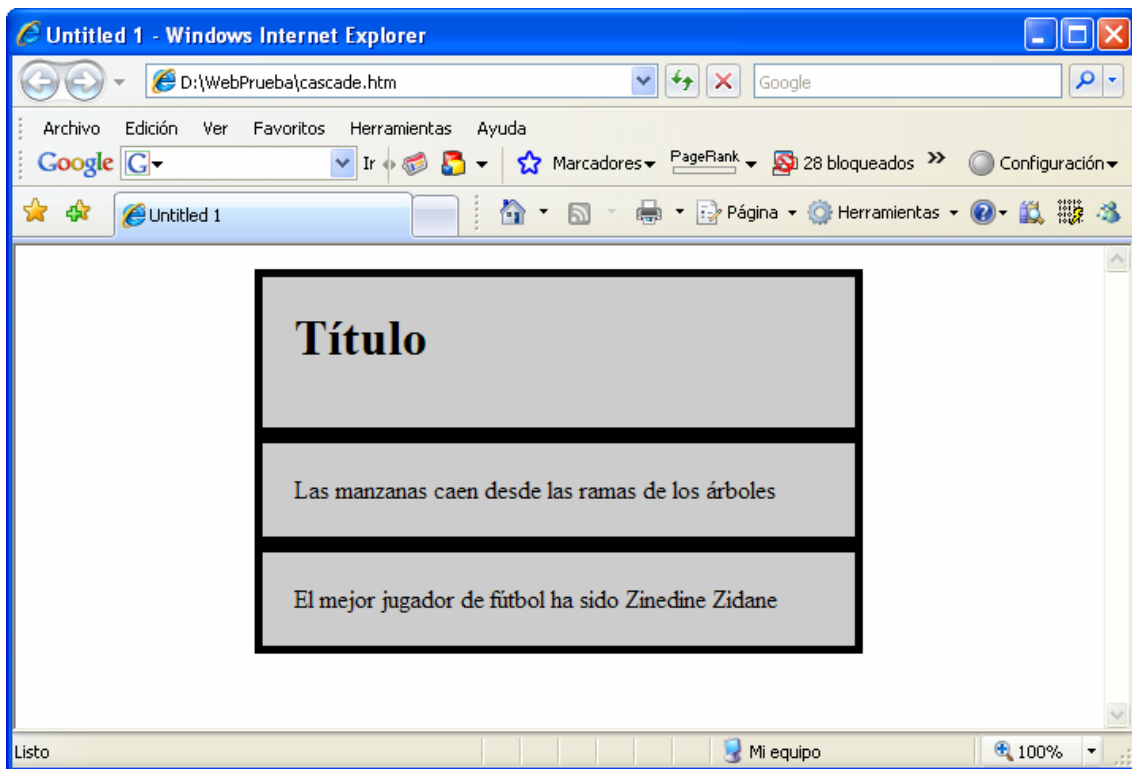 Untitled 1 - Windows Internet Explorer
D:\WebPrueba\cascade.htm
Google
Archivo Edición Ver Favoritos Herramientas Ayuda
Google G Ir Marcadores PageRank 28 bloqueados » Configuración
Untitled 1 Página Herramientas
Título
Las manzanas caen desde las ramas de los árboles
El mejor jugador de fútbol ha sido Zinedine Zidane
Listo Mi equipo 100%